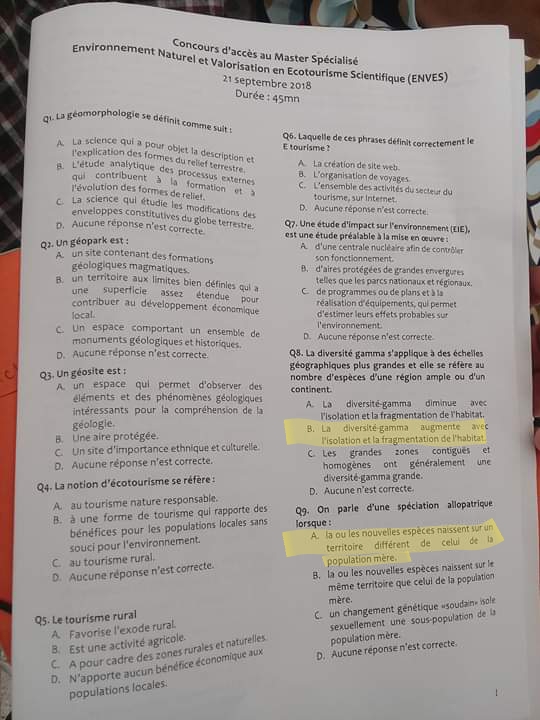 Concours d'accès au Master Spécialisé
Environnement Naturel et Valorisation en Ecotourisme Scientifique (ENVES)
21 septembre 2018
Durée : 45mn
Q1. La géomorphologie se définit comme suit :
A. La science qui a pour objet la description et
l'explication des formes du relief terrestre.
B. L'étude analytique des processus externes
qui contribuent à la formation et à
l'évolution des formes de relief.
C. La science qui étudie les modifications des
enveloppes constitutives du globe terrestre.
D. Aucune réponse n'est correcte.
Q2. Un géopark est :
A. un site contenant des formations
géologiques magmatiques.
B. un territoire aux limites bien définies qui a
une superficie assez étendue pour
contribuer au développement économique
local.
C. Un espace comportant un ensemble de
monuments géologiques et historiques.
D. Aucune réponse n'est correcte.
Q3. Un géosite est :
A. un espace qui permet d'observer des
éléments et des phénomènes géologiques
intéressants pour la compréhension de la
géologie.
B. Une aire protégée.
C. Un site d'importance ethnique et culturelle.
D. Aucune réponse n'est correcte.
Q4. La notion d'écotourisme se réfère :
A. au tourisme nature responsable.
B. à une forme de tourisme qui rapporte des
bénéfices pour les populations locales sans
souci pour l'environnement.
C. au tourisme rural.
D. Aucune réponse n'est correcte.
Q5. Le tourisme rural
A. Favorise l'exode rural.
B. Est une activité agricole.
C. A pour cadre des zones rurales et naturelles.
D. N'apporte aucun bénéfice économique aux
populations locales.
Q6. Laquelle de ces phrases définit correctement le
E tourisme ?
A. La création de site web.
B. L'organisation de voyages.
C. L'ensemble des activités du secteur du
tourisme, sur Internet.
D. Aucune réponse n'est correcte.
Q7. Une étude d'impact sur l'environnement (EIE),
est une étude préalable à la mise en œuvre :
A. d'une centrale nucléaire afin de contrôler
son fonctionnement.
B. d'aires protégées de grandes envergures
telles que les parcs nationaux et régionaux.
C. de programmes ou de plans et à la
réalisation d'équipements, qui permet
d'estimer leurs effets probables sur
l'environnement.
D. Aucune réponse n'est correcte.
Q8. La diversité gamma s'applique à des échelles
géographiques plus grandes et elle se réfère au
nombre d'espèces d'une région ample ou d'un
continent.
A. La diversité-gamma diminue avec
l'isolation et la fragmentation de l'habitat.
B. La diversité-gamma augmente avec
l'isolation et la fragmentation de l'habitat.
C. Les grandes zones contiguës et
homogènes ont généralement une
diversité-gamma grande.
D. Aucune n'est correct.
Q9. On parle d'une spéciation allopatrique
lorsque :
A. la ou les nouvelles espèces naissent sur un
territoire différent de celui de la
population mère.
B. la ou les nouvelles espèces naissent sur le
même territoire que celui de la population
mère.
C. un changement génétique «soudain» isole
sexuellement une sous-population de la
population mère.
D. Aucune réponse n'est correcte.
1